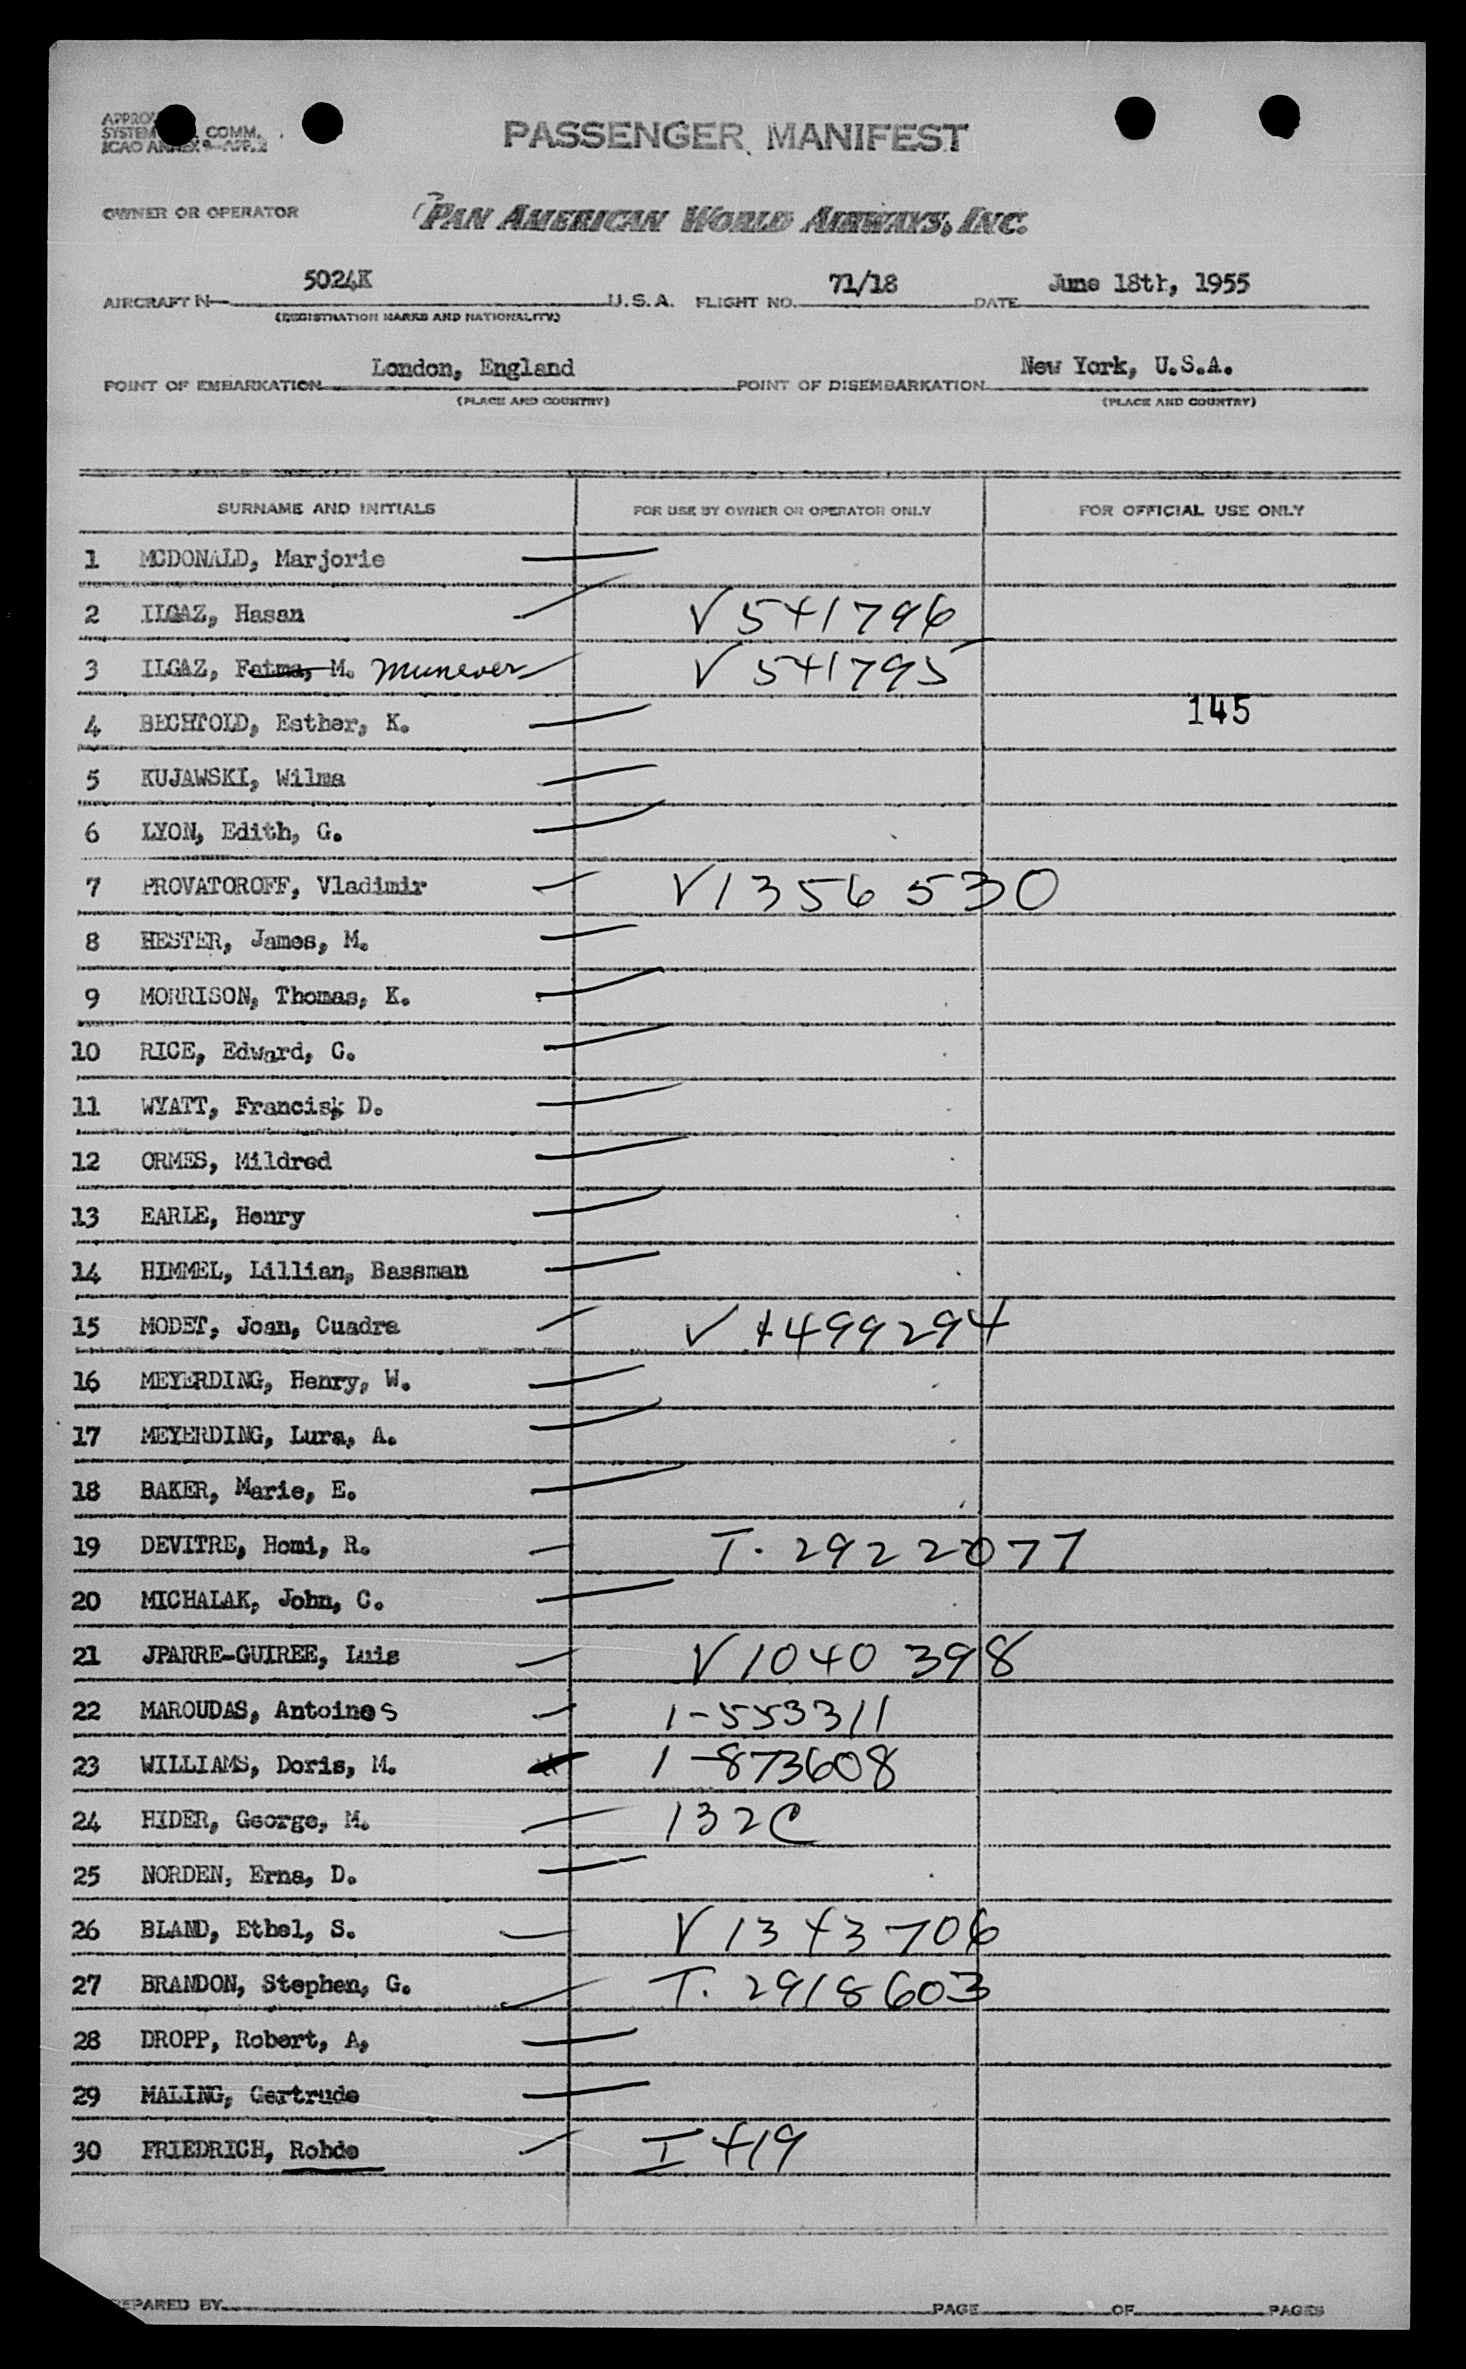 PASSENGER MANIFEST
OWNER OR OPERATOR PAN AMERICAN WORLD AIRWAYS, INC.
AIRCRAFT N 5024K U.S.A. FLIGHT NO. 71/18 DATE June 18th, 1955
(REGISTRATION MARKS AND NATIONALITY)
POINT OF EMBARKATION London, England POINT OF DISEMBARKATION New York, U.S.A.
(PLACE AND COUNTRY) (PLACE AND COUNTRY)
SURNAME AND INITIALS FOR USE BY OWNER OR OPERATOR ONLY FOR OFFICIAL USE ONLY
1 MCDONALD, Marjorie
2 ILGAZ, Hasan V 541796
3 ILGAZ, Fatma, M. Munever V 541795
4 BECHTOLD, Esther, K. 145
5 KUJAWSKI, Wilma
6 LYON, Edith, G.
7 PROVATOROFF, Vladimir V1356530
8 HESTER, James, M.
9 MORRISON, Thomas, K.
10 RICE, Edward, C.
11 WYATT, Francis, D.
12 ORMES, Mildred
13 EARLE, Henry
14 HIMMEL, Lillian, Bassman
15 MODET, Joan, Cuadra V 4499294
16 MEYERDING, Henry, W.
17 MEYERDING, Lura, A.
18 BAKER, Marie, E.
19 DEVITRE, Homi, R. T. 2922077
20 MICHALAK, John, C.
21 JPARRE-GUIREE, Luis V1040398
22 MAROUDAS, Antoines 1-553311
23 WILLIAMS, Doris, M. 1-873608
24 HIDER, George, M. 132C
25 NORDEN, Erna, D.
26 BLAND, Ethel, S. V1343706
27 BRANDON, Stephen, G. T. 2918603
28 DROPP, Robert, A,
29 MALING, Gertrude
30 FRIEDRICH, Rohde I 419
PREPARED BY PAGE OF PAGES